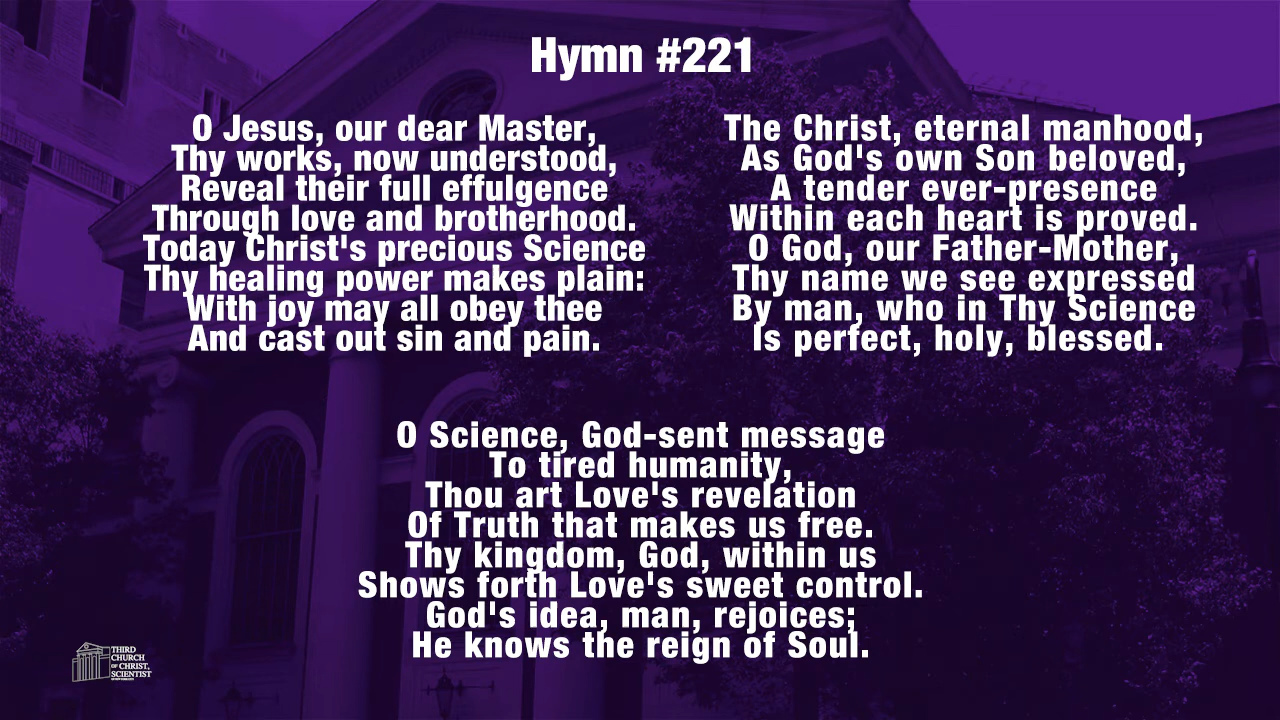 Hymn #221
O Jesus, our dear Master,
Thy works, now understood,
Reveal their full effulgence
Through love and brotherhood.
Today Christ's precious Science
Thy healing power makes plain:
With joy may all obey thee
And cast out sin and pain.
The Christ, eternal manhood,
As God's own Son beloved,
A tender ever-presence
Within each heart is proved.
O God, our Father-Mother,
Thy name we see expressed
By man, who in Thy Science
Is perfect, holy, blessed.
O Science, God-sent message
To tired humanity,
Thou art Love's revelation
Of Truth that makes us free.
Thy kingdom, God, within us
Shows forth Love's sweet control.
God's idea, man, rejoices;
He knows the reign of Soul.
THIRD
CHURCH
OF CHRIST,
SCIENTIST